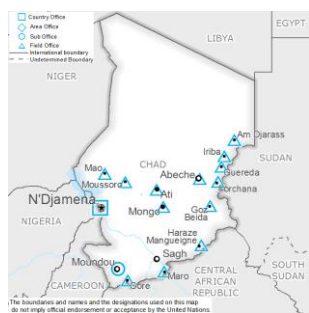 Country Office
Area Office
Sub Office
Field Office
International boundary
Undetermined Boundary
EGYPT
LIBYA
NIGER
Am Djarass
Iriba
SUDAN
Mao
CHAD
Guereda
Abeche
Moussoro
Forchana
N'Djamena
Ati
Mongo
Goz
Beida
NIGERIA
Haraze
Mangueigne
Sagh
Moundou
CENTRAL
AFRICAN
REPUBLIC
SOUTH
SUDAN
Maro
CAMEROON
Gore
The boundaries and names and the designations used on this map
do not imply official endorsement or acceptance by the United Nations